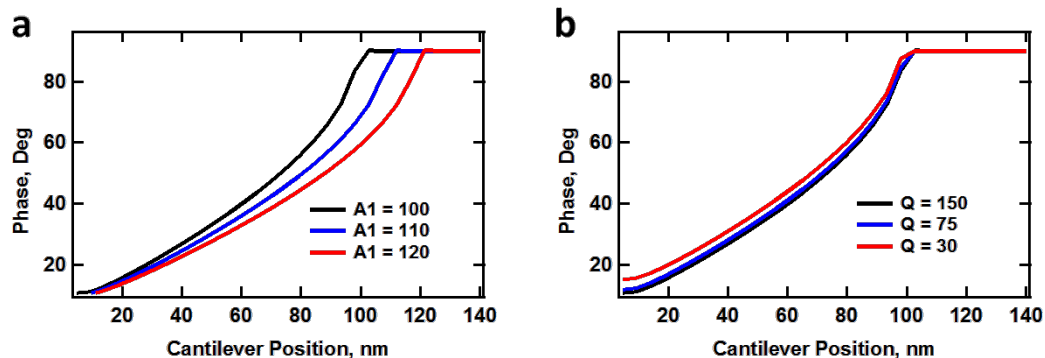 a
Phase, Deg
80
60
40
20
A1 = 100
A1 = 110
A1 = 120
20 40 60 80 100 120 140
Cantilever Position, nm
b
Phase, Deg
80
60
40
20
Q = 150
Q = 75
Q = 30
20 40 60 80 100 120 140
Cantilever Position, nm